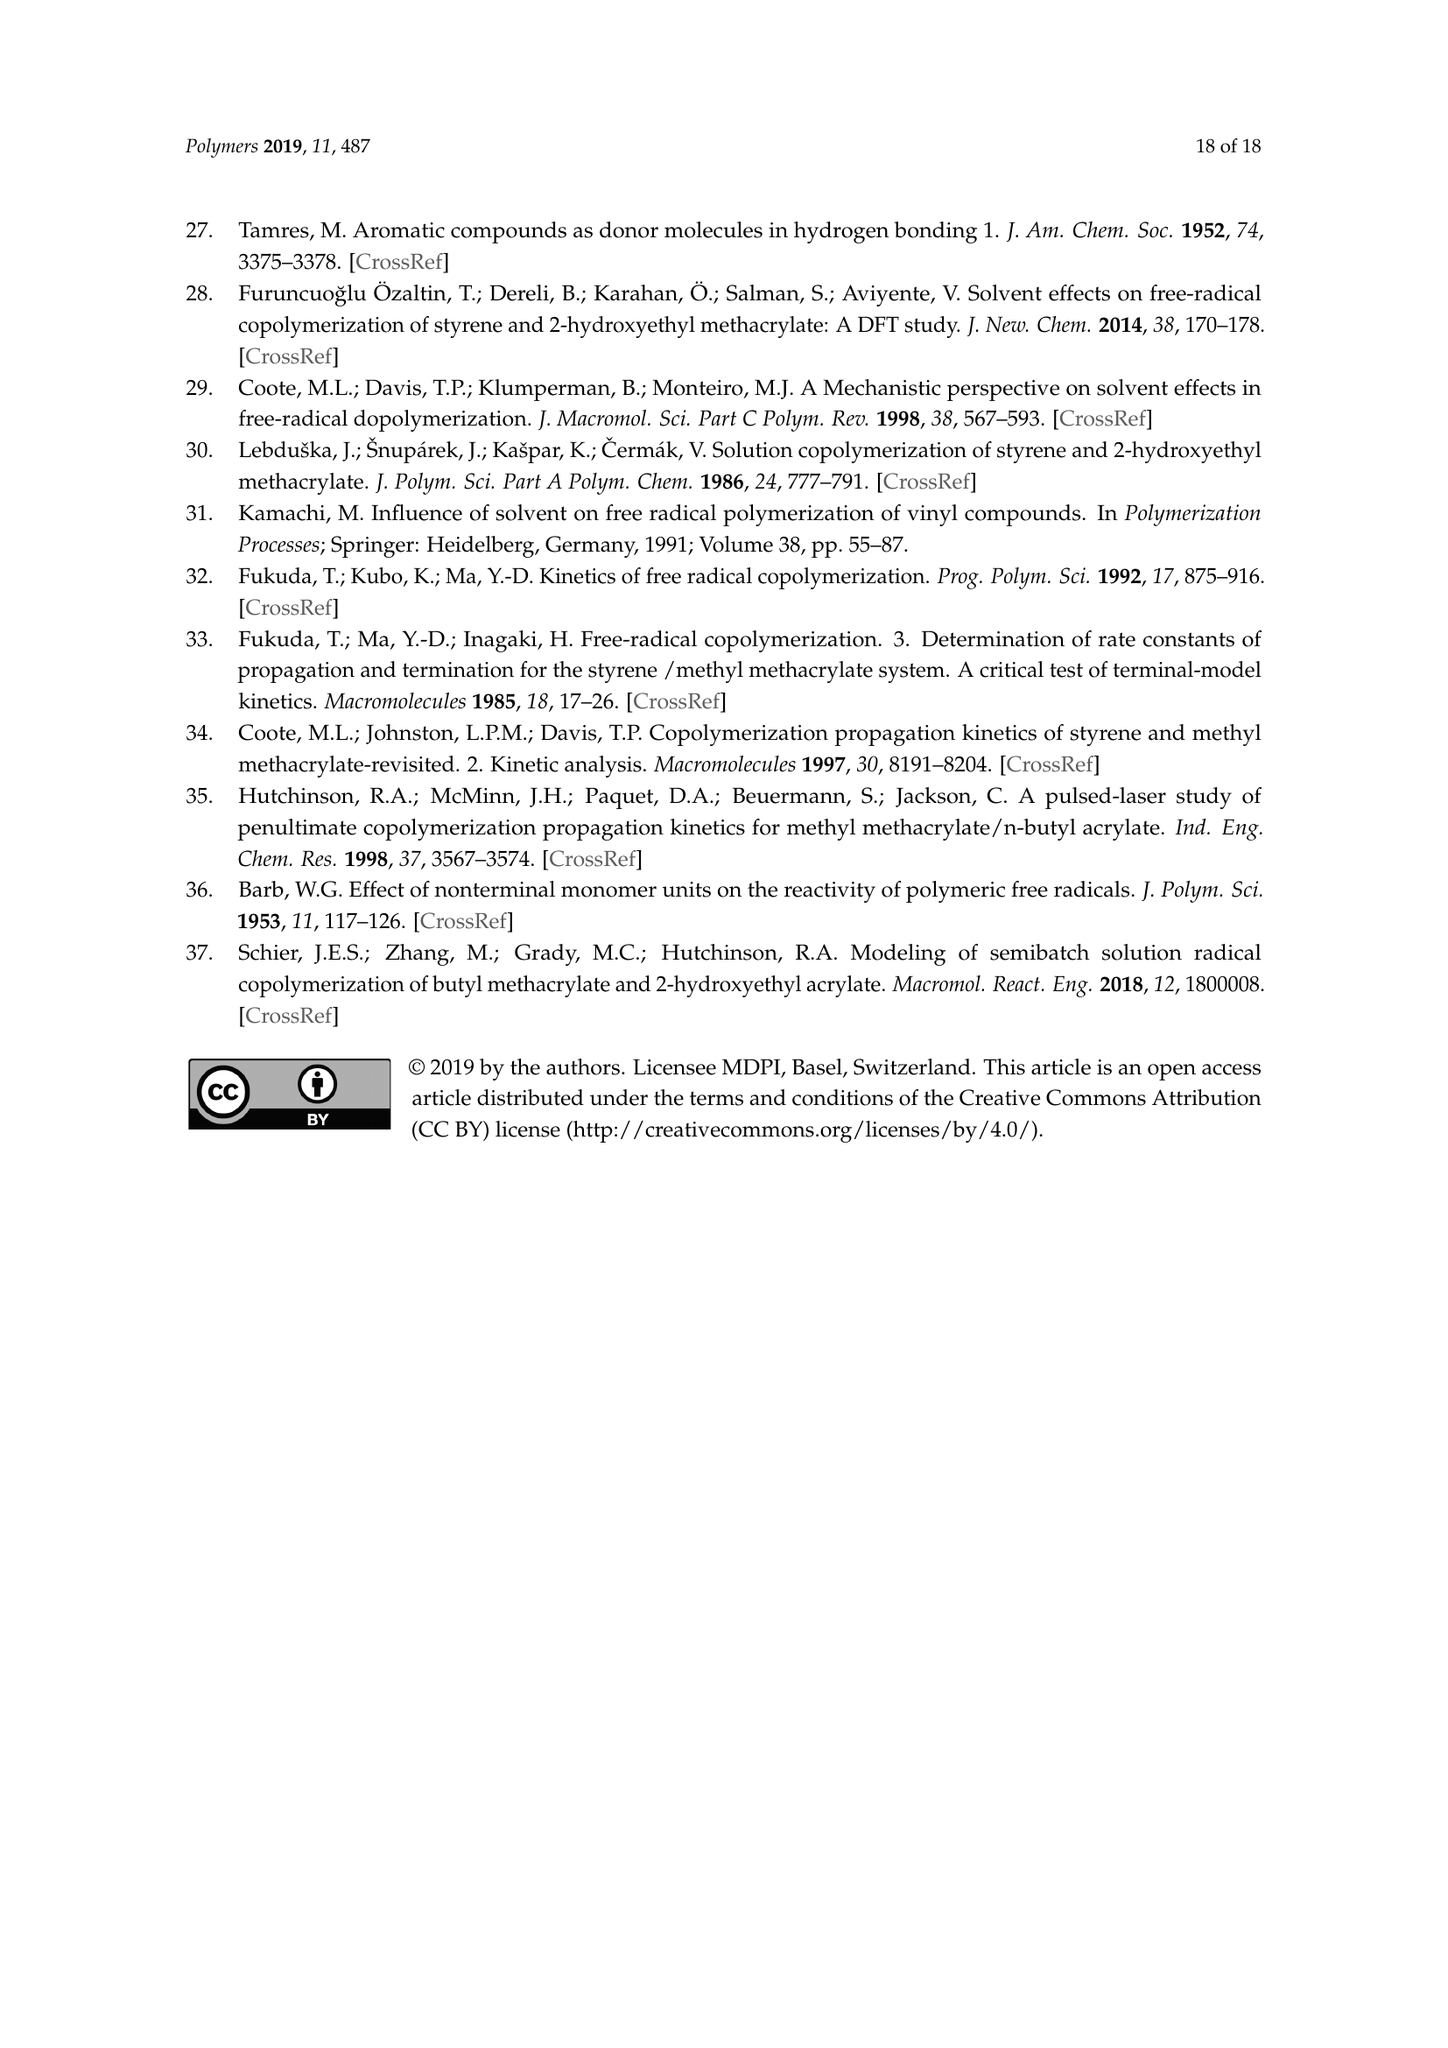 Polymers 2019, 11, 487
18 of 18
27. Tamres, M. Aromatic compounds as donor molecules in hydrogen bonding 1. J. Am. Chem. Soc. 1952, 74,
3375–3378. [CrossRef]
28. Furuncuoğlu Özaltin, T.; Dereli, B.; Karahan, Ö.; Salman, S.; Aviyente, V. Solvent effects on free-radical
copolymerization of styrene and 2-hydroxyethyl methacrylate: A DFT study. J. New. Chem. 2014, 38, 170–178.
[CrossRef]
29. Coote, M.L.; Davis, T.P.; Klumperman, B.; Monteiro, M.J. A Mechanistic perspective on solvent effects in
free-radical dopolymerization. J. Macromol. Sci. Part C Polym. Rev. 1998, 38, 567–593. [CrossRef]
30. Lebduška, J.; Šnupárek, J.; Kašpar, K.; Čermák, V. Solution copolymerization of styrene and 2-hydroxyethyl
methacrylate. J. Polym. Sci. Part A Polym. Chem. 1986, 24, 777–791. [CrossRef]
31. Kamachi, M. Influence of solvent on free radical polymerization of vinyl compounds. In Polymerization
Processes; Springer: Heidelberg, Germany, 1991; Volume 38, pp. 55–87.
32. Fukuda, T.; Kubo, K.; Ma, Y.-D. Kinetics of free radical copolymerization. Prog. Polym. Sci. 1992, 17, 875–916.
[CrossRef]
33. Fukuda, T.; Ma, Y.-D.; Inagaki, H. Free-radical copolymerization. 3. Determination of rate constants of
propagation and termination for the styrene /methyl methacrylate system. A critical test of terminal-model
kinetics. Macromolecules 1985, 18, 17–26. [CrossRef]
34. Coote, M.L.; Johnston, L.P.M.; Davis, T.P. Copolymerization propagation kinetics of styrene and methyl
methacrylate-revisited. 2. Kinetic analysis. Macromolecules 1997, 30, 8191–8204. [CrossRef]
35. Hutchinson, R.A.; McMinn, J.H.; Paquet, D.A.; Beuermann, S.; Jackson, C. A pulsed-laser study of
penultimate copolymerization propagation kinetics for methyl methacrylate/n-butyl acrylate. Ind. Eng.
Chem. Res. 1998, 37, 3567–3574. [CrossRef]
36. Barb, W.G. Effect of nonterminal monomer units on the reactivity of polymeric free radicals. J. Polym. Sci.
1953, 11, 117–126. [CrossRef]
37. Schier, J.E.S.; Zhang, M.; Grady, M.C.; Hutchinson, R.A. Modeling of semibatch solution radical
copolymerization of butyl methacrylate and 2-hydroxyethyl acrylate. Macromol. React. Eng. 2018, 12, 1800008.
[CrossRef]
CC BY
© 2019 by the authors. Licensee MDPI, Basel, Switzerland. This article is an open access
article distributed under the terms and conditions of the Creative Commons Attribution
(CC BY) license (http://creativecommons.org/licenses/by/4.0/).